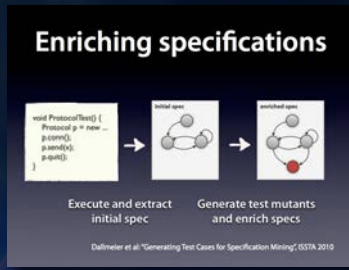 Enriching specifications
void ProtocolTest() {
Protocol p = new ...
p.conn();
p.send(x);
p.quit();
}
initial spec
enriched spec
Execute and extract
initial spec
Generate test mutants
and enrich specs
Dallmeier et al: "Generating Test Cases for Specification Mining", ISSTA 2010